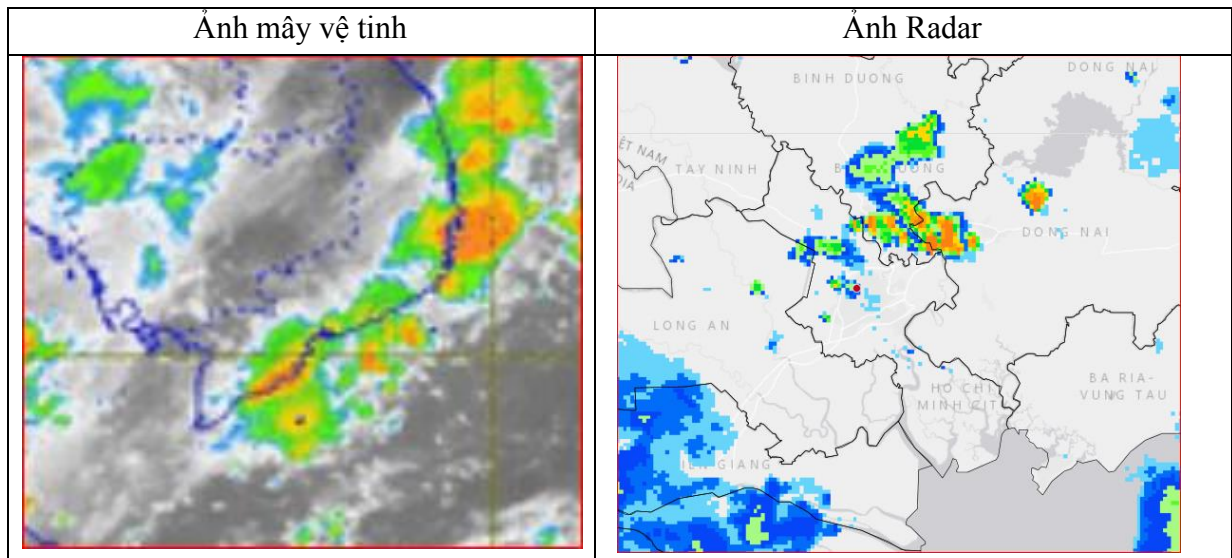 Ảnh mây vệ tinh
Ảnh Radar
BINH DUONG
DONG NAI
TAY NINH
DONG NAI
LONG AN
HO CHI
MINH CITY
BA RIA-
VUNG TAU